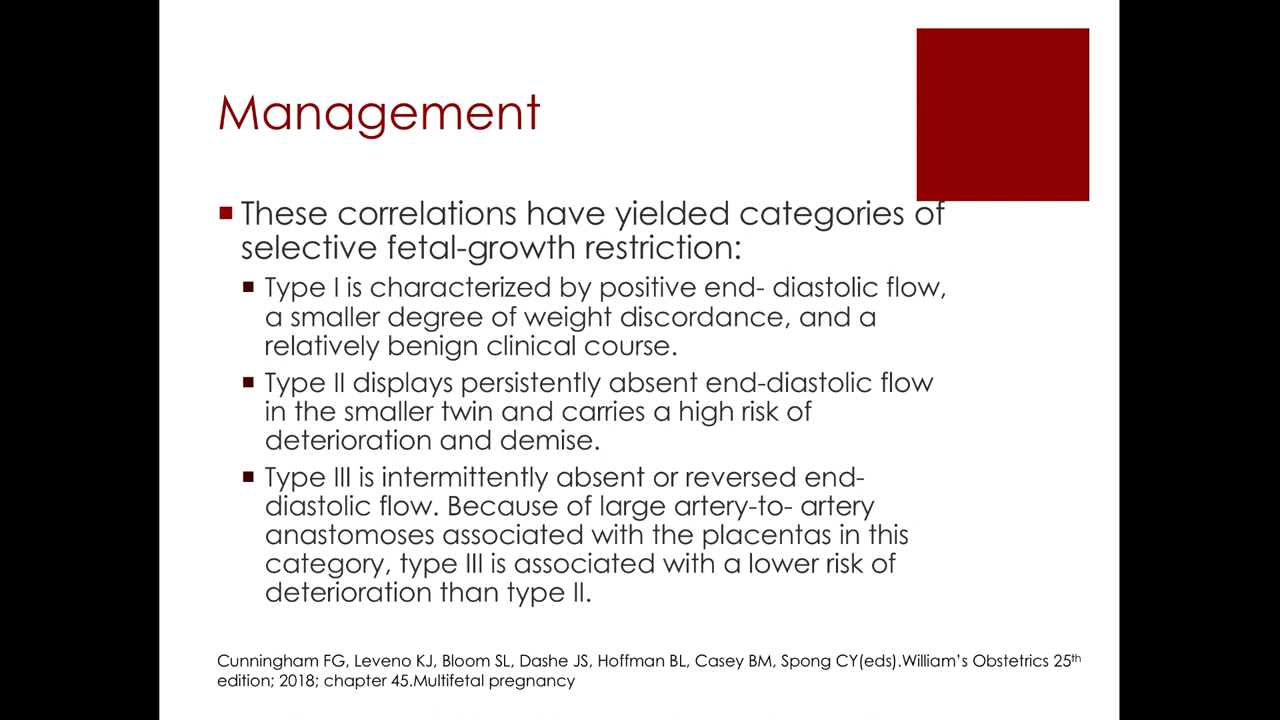 Management
These correlations have yielded categories of
selective fetal-growth restriction:
Type I is characterized by positive end- diastolic flow,
a smaller degree of weight discordance, and a
relatively benign clinical course.
Type II displays persistently absent end-diastolic flow
in the smaller twin and carries a high risk of
deterioration and demise.
Type III is intermittently absent or reversed end-
diastolic flow. Because of large artery-to- artery
anastomoses associated with the placentas in this
category, type III is associated with a lower risk of
deterioration than type II.
Cunningham FG, Leveno KJ, Bloom SL, Dashe JS, Hoffman BL, Casey BM, Spong CY(eds).William's Obstetrics 25th
edition; 2018; chapter 45.Multifetal pregnancy